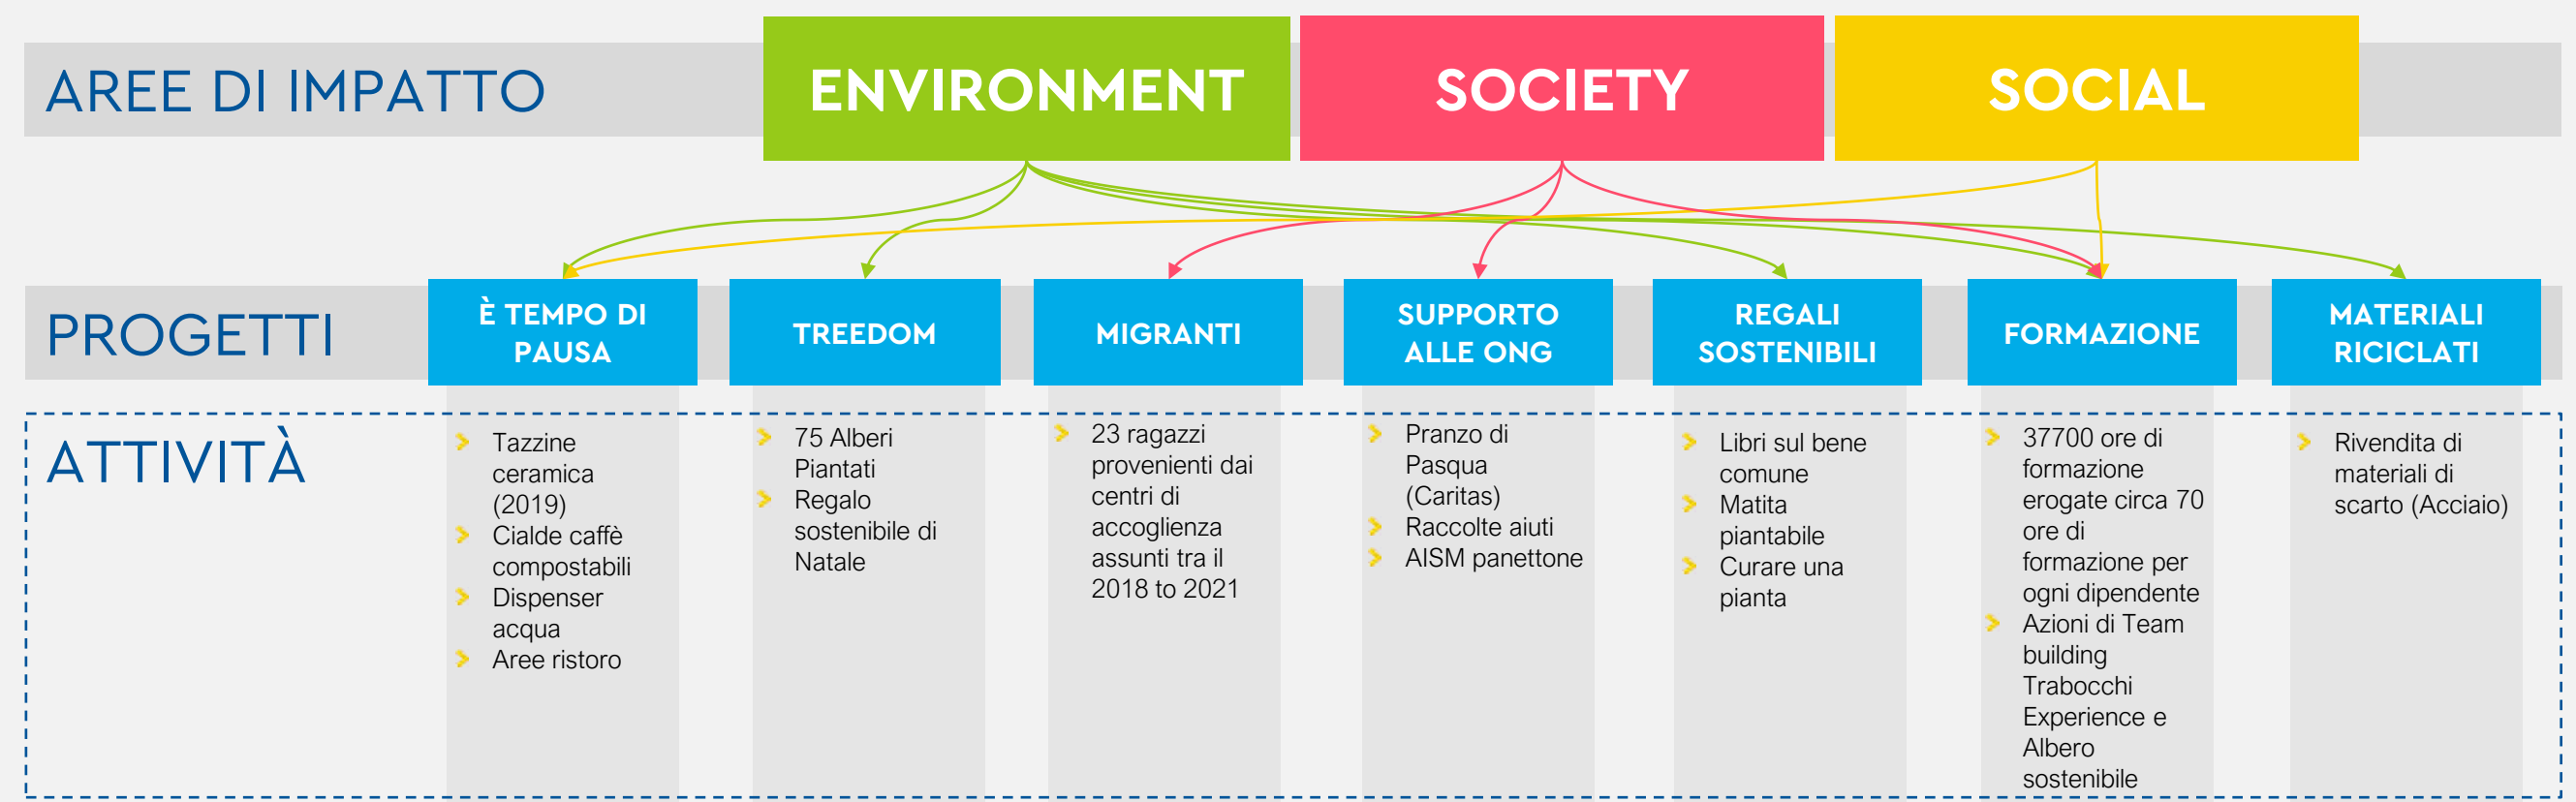 AREE DI IMPATTO
ENVIRONMENT
SOCIETY
SOCIAL
PROGETTI
È TEMPO DI
PAUSA
TREEDOM
MIGRANTI
SUPPORTO
ALLE ONG
REGALI
SOSTENIBILI
FORMAZIONE
MATERIALI
RICICLATI
ATTIVITÀ
Tazzine
ceramica
(2019)
Cialde caffè
compostabili
Dispenser
acqua
Aree ristoro
75 Alberi
Piantati
Regalo
sostenibile di
Natale
23 ragazzi
provenienti dai
centri di
accoglienza
assunti tra il
2018 to 2021
Pranzo di
Pasqua
(Caritas)
Raccolte aiuti
AISM panettone
Libri sul bene
comune
Matita
piantabile
Curare una
pianta
37700 ore di
formazione
erogate circa 70
ore di
formazione per
ogni dipendente
Azioni di Team
building
Trabocchi
Experience e
Albero
sostenibile
Rivendita di
materiali di
scarto (Acciaio)